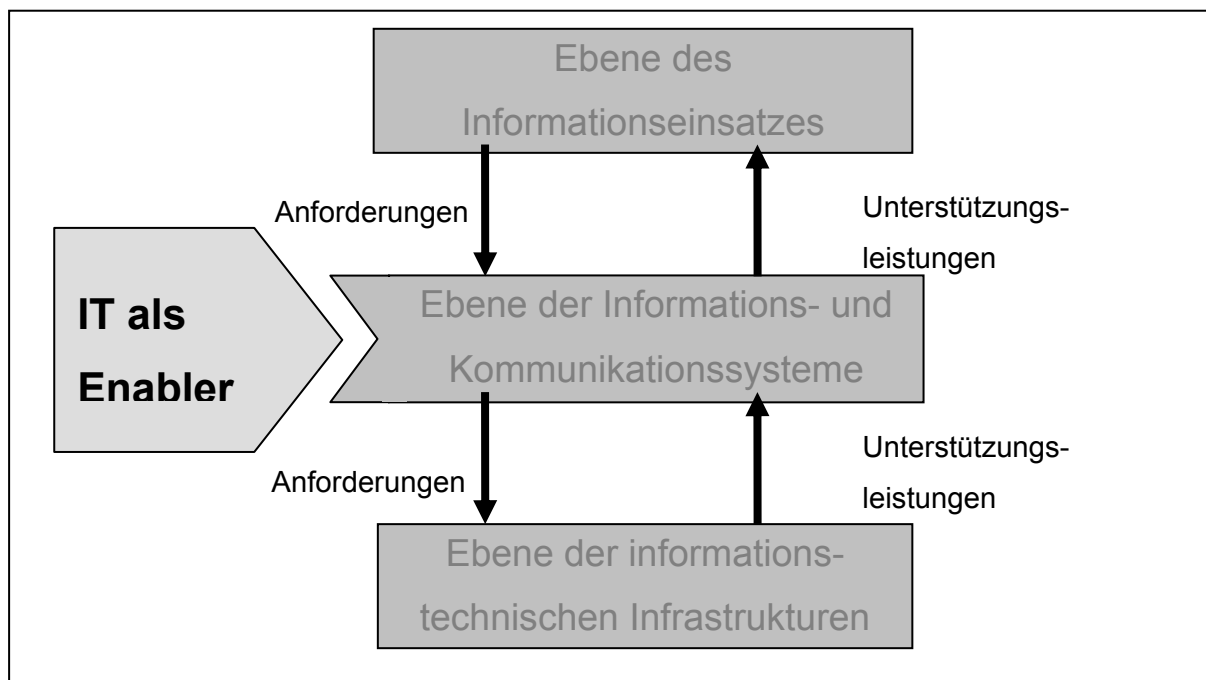 Ebene des
Informationseinsatzes
Anforderungen
Unterstützungs-
leistungen
IT als
Enabler
Ebene der Informations- und
Kommunikationssysteme
Anforderungen
Unterstützungs-
leistungen
Ebene der informations-
technischen Infrastrukturen